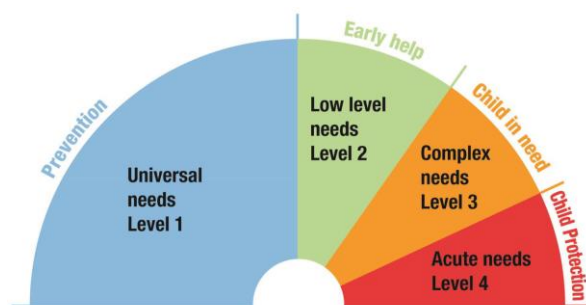 Prevention
Universal
needs
Level 1
Early help
Low level
needs
Level 2
Child in need
Complex
needs
Level 3
Child Protection
Acute needs
Level 4